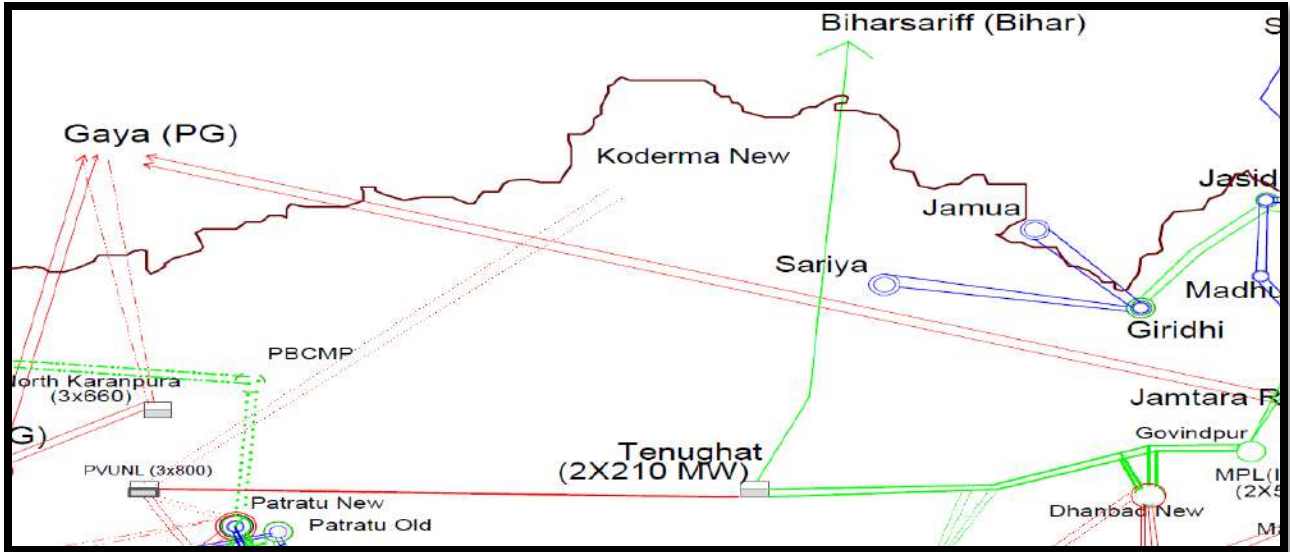 Biharsariff (Bihar)
S
Gaya (PG)
Koderma New
Jasid
Jamua
Sariya
Madhu
Giridhi
PBCMP
North Karanpura
(3x660)
Jamtara R
G)
Govindpur
Tenughat
(2X210 MW)
PVUNL (3x800)
MPL(I
(2X5
Patratu New
Dhanbad New
Patratu Old
Ma